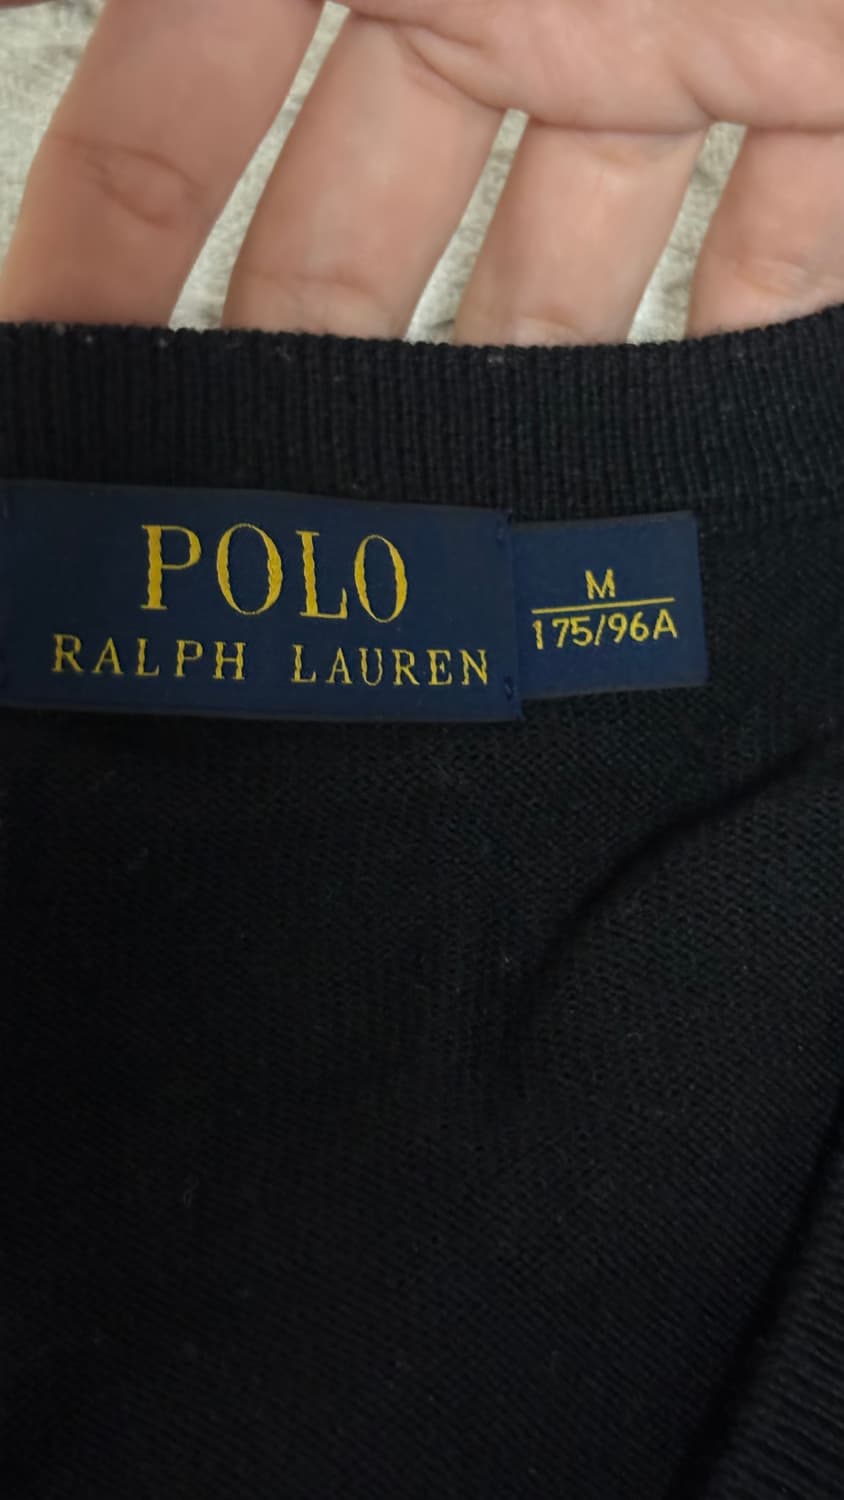 POLO
RALPH LAUREN
M
175/96A